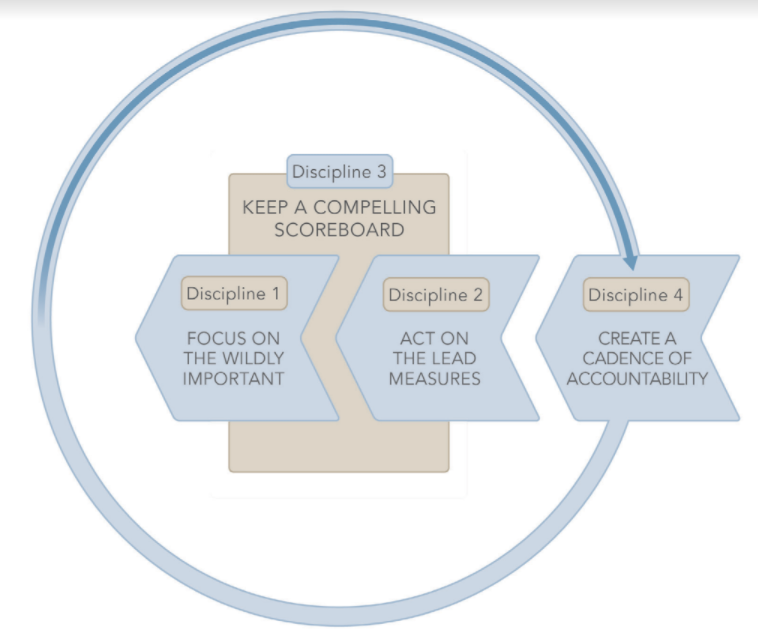 Discipline 3
KEEP A COMPELLING
SCOREBOARD
Discipline 1
FOCUS ON
THE WILDLY
IMPORTANT
Discipline 2
ACT ON
THE LEAD
MEASURES
Discipline 4
CREATE A
CADENCE OF
ACCOUNTABILITY